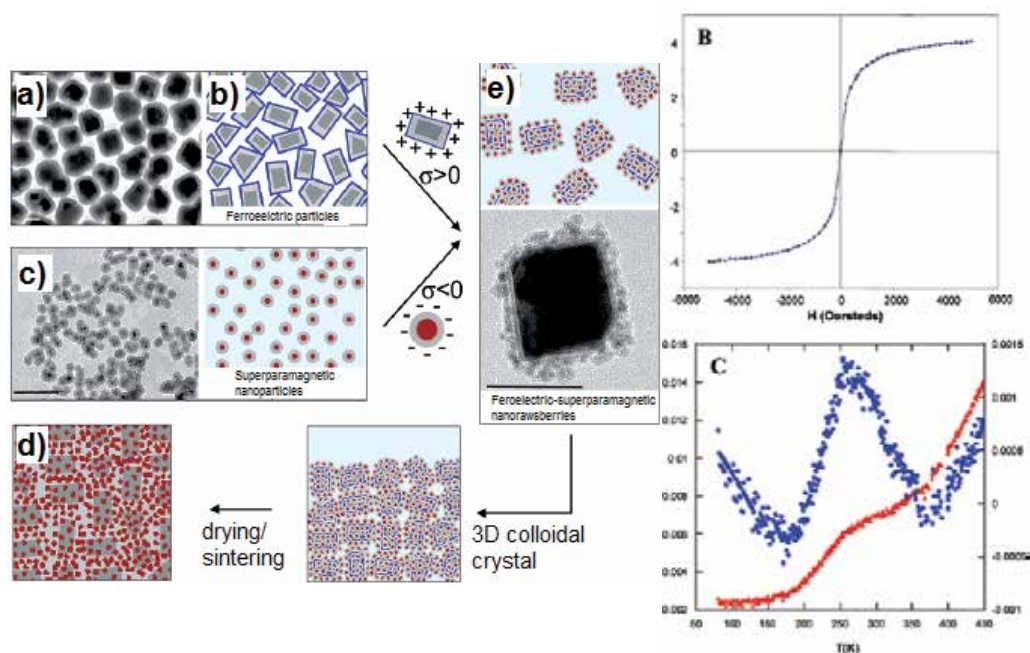 a)
b)
Ferroelctric particles
σ>0
c)
Superparamagnetic
nanoparticles
σ<0
e)
Feroelectric-superparamagnetic
nanorawsberries
d)
drying/
sintering
3D colloidal
crystal
B
4
2
0
-2
-4
-4000
-2000
0
2000
4000
6000
H (Oersteds)
C
0.016
0.014
0.012
0.010
0.008
0.006
0.004
0.002
0.0015
0.001
0.0005
0
-0.0005
-0.001
50
100
150
200
250
300
350
400
450
T(K)